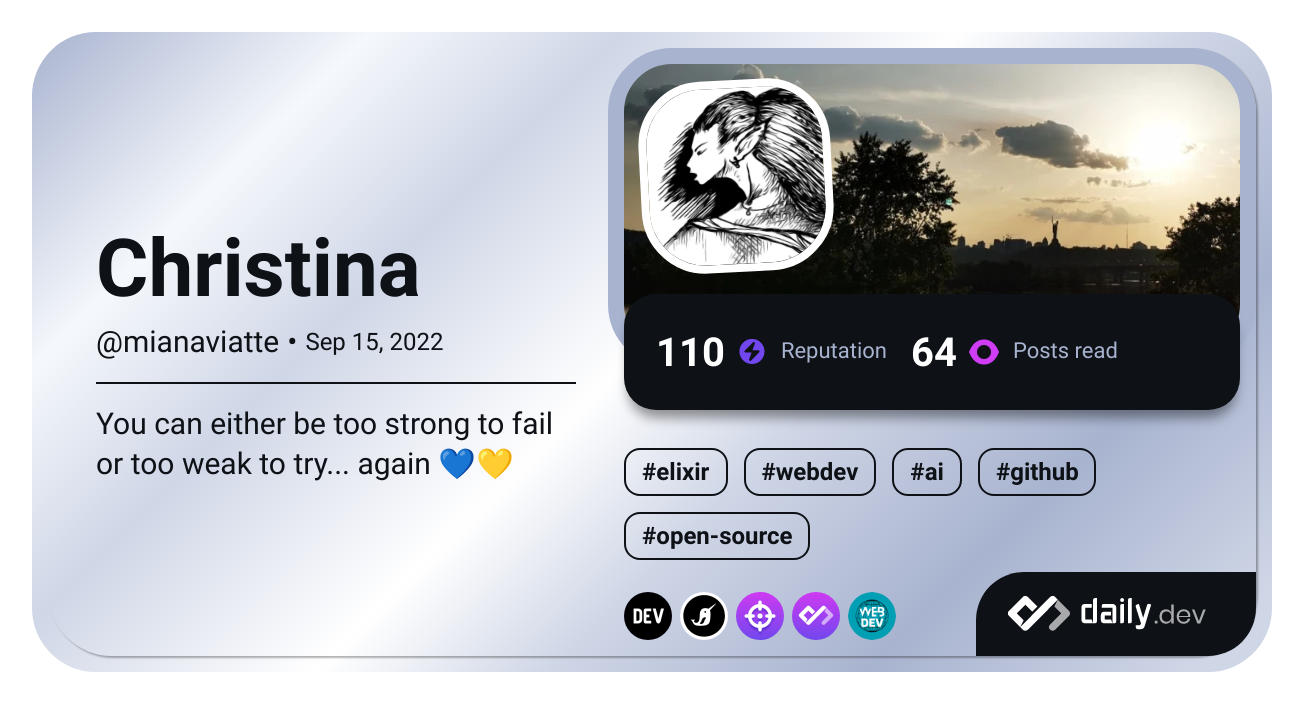 Christina
@mianaviatte • Sep 15, 2022
You can either be too strong to fail
or too weak to try... again 💙💛
110 Reputation 64 Posts read
#elixir #webdev #ai #github
#open-source
DEV WEB DEV
daily.dev